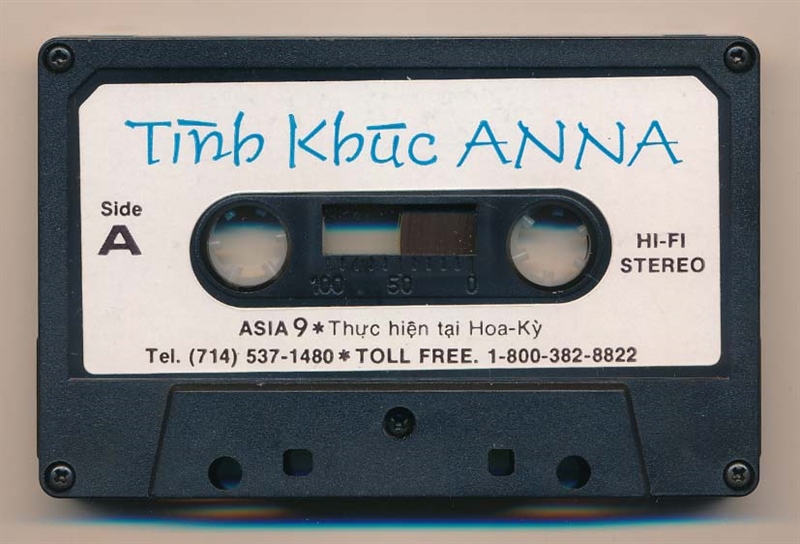 Tình Khúc ANNA
Side
A
HI-FI
STEREO
100 50 0
ASIA 9 * Thực hiện tại Hoa-Kỳ
Tel. (714) 537-1480 * TOLL FREE. 1-800-382-8822